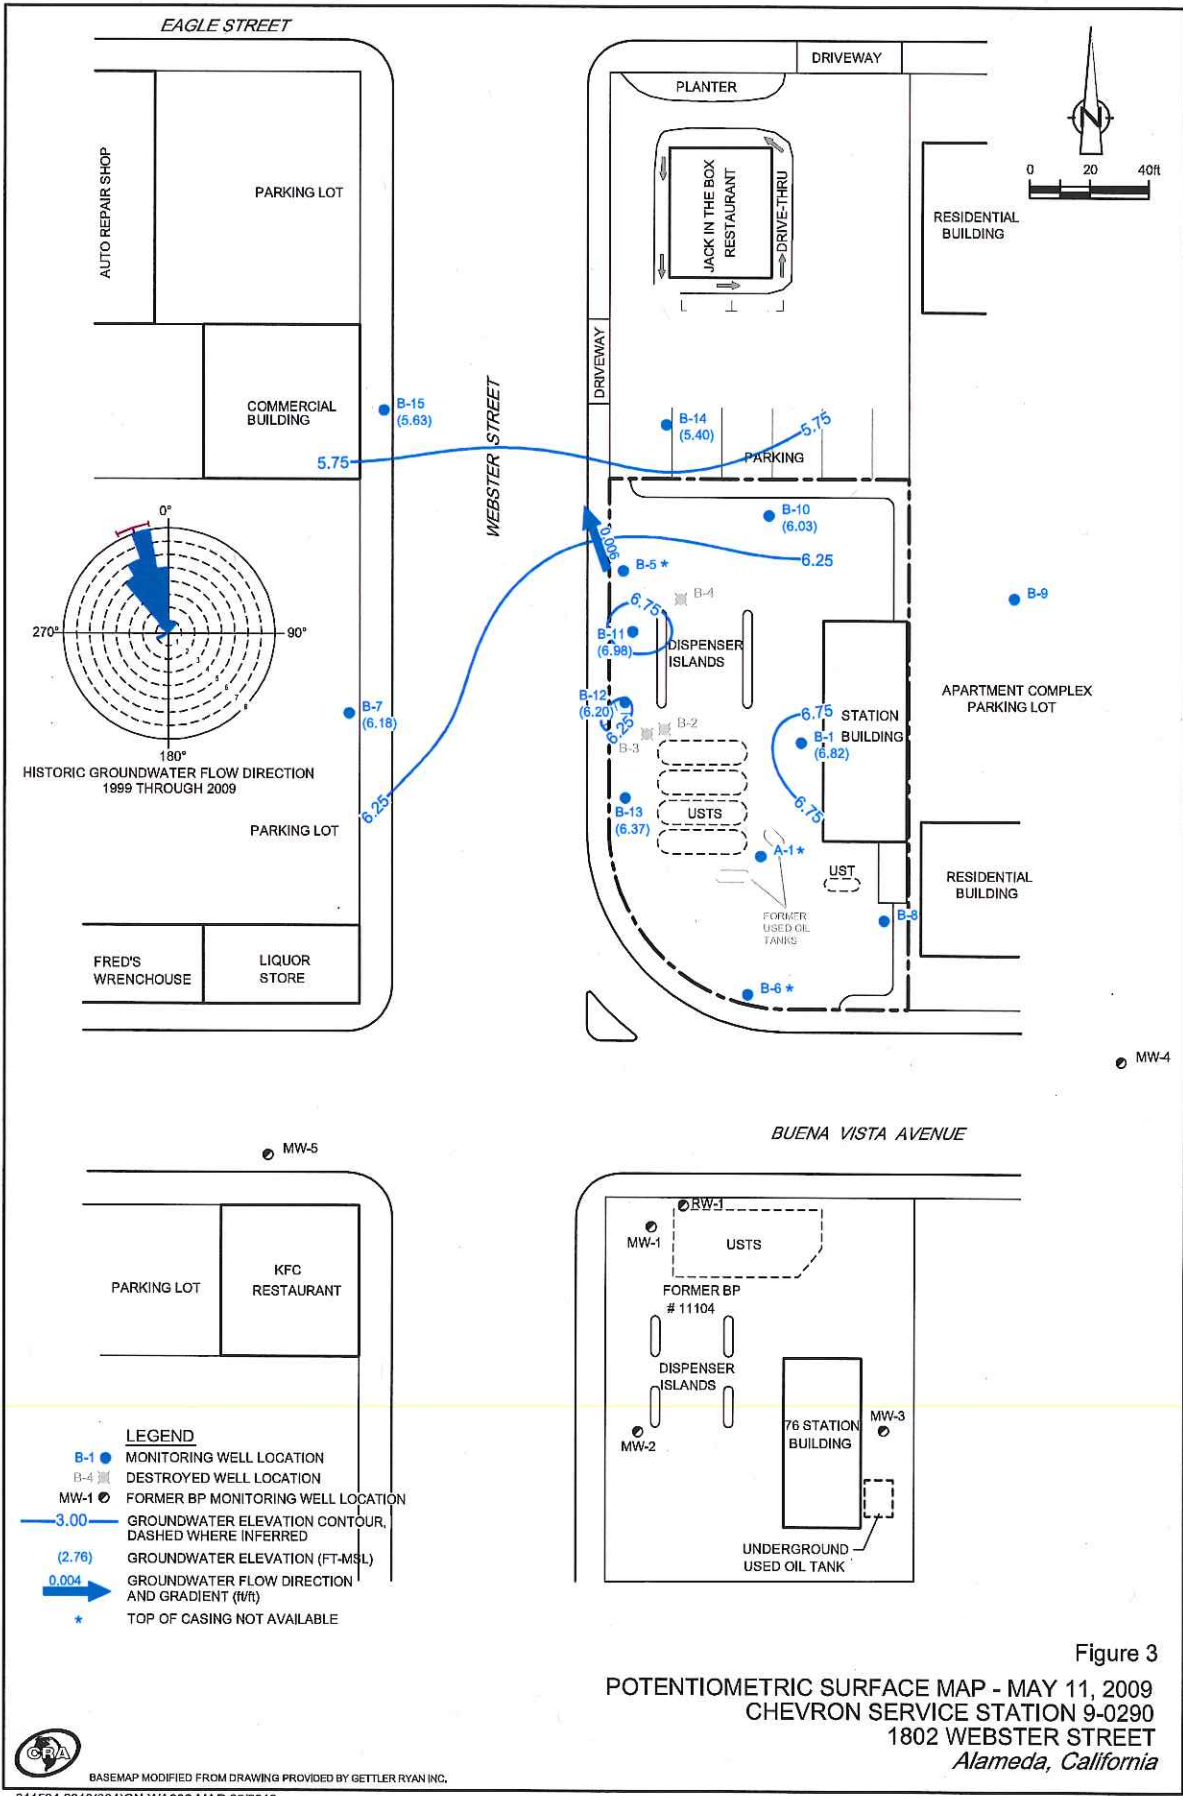 EAGLE STREET
DRIVEWAY
PLANTER
N
0 20 40ft
AUTO REPAIR SHOP
PARKING LOT
JACK IN THE BOX
RESTAURANT
DRIVE-THRU
RESIDENTIAL
BUILDING
DRIVEWAY
COMMERCIAL
BUILDING
B-15
(5.63)
WEBSTER STREET
B-14
(5.40)
5.75
5.75
PARKING
B-10
(6.03)
0.006
6.25
B-5 *
B-4
B-9
0°
270°
90°
180°
1
2
3
4
5
6
7
8
HISTORIC GROUNDWATER FLOW DIRECTION
1999 THROUGH 2009
6.75
B-11
(6.98)
DISPENSER
ISLANDS
B-12
(6.20)
6.25
B-2
B-3
B-7
(6.18)
6.75
STATION
BUILDING
B-1
(6.82)
6.75
APARTMENT COMPLEX
PARKING LOT
6.25
PARKING LOT
B-13
(6.37)
USTS
A-1*
UST
FORMER
USED OIL
TANKS
B-8
RESIDENTIAL
BUILDING
FRED'S
WRENCHOUSE
LIQUOR
STORE
B-6 *
MW-4
BUENA VISTA AVENUE
MW-5
RW-1
MW-1
USTS
PARKING LOT
KFC
RESTAURANT
FORMER BP
# 11104
DISPENSER
ISLANDS
76 STATION
BUILDING
MW-3
MW-2
UNDERGROUND
USED OIL TANK
LEGEND
B-1 MONITORING WELL LOCATION
B-4 DESTROYED WELL LOCATION
MW-1 FORMER BP MONITORING WELL LOCATION
3.00 GROUNDWATER ELEVATION CONTOUR,
DASHED WHERE INFERRED
(2.76) GROUNDWATER ELEVATION (FT-MSL)
0.004 GROUNDWATER FLOW DIRECTION
AND GRADIENT (ft/ft)
* TOP OF CASING NOT AVAILABLE
Figure 3
POTENTIOMETRIC SURFACE MAP - MAY 11, 2009
CHEVRON SERVICE STATION 9-0290
1802 WEBSTER STREET
Alameda, California
CRA
BASEMAP MODIFIED FROM DRAWING PROVIDED BY GETTLER RYAN INC.